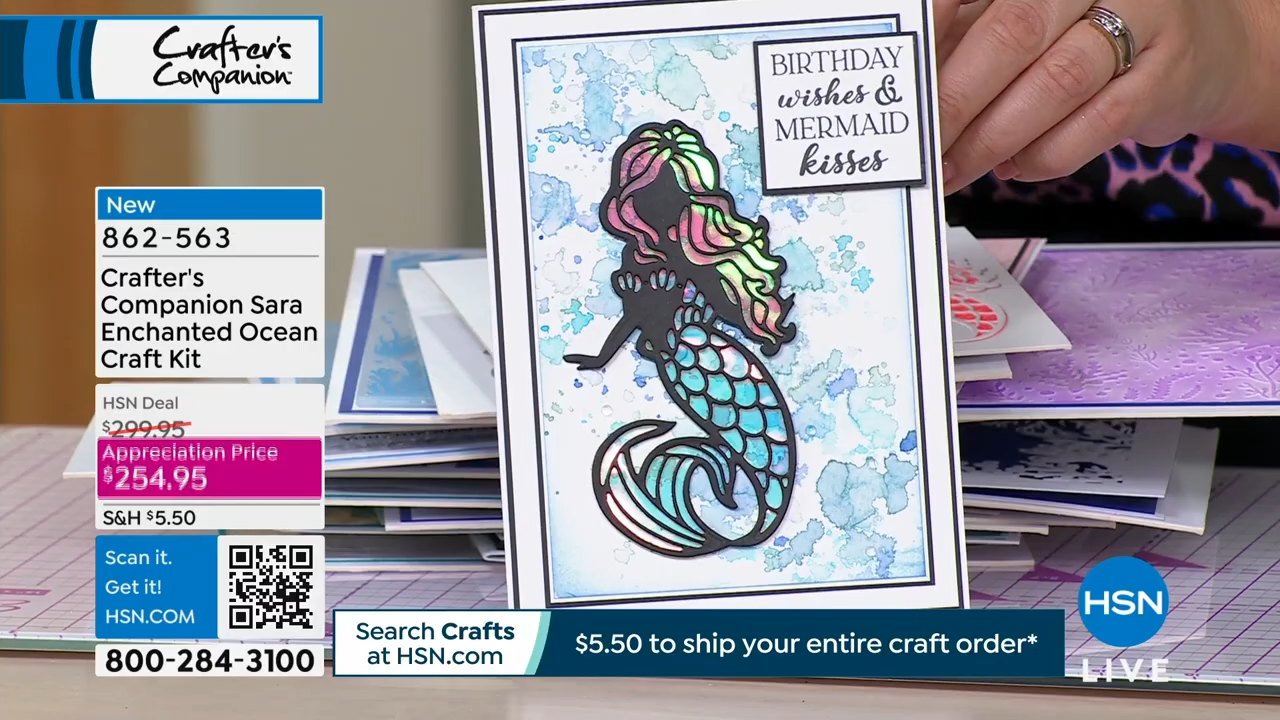 Crafter's
Companion
New
862-563
Crafter's
Companion Sara
Enchanted Ocean
Craft Kit
HSN Deal
$299.95
Appreciation Price
$254.95
S&H $5.50
Scan it.
Get it!
HSN.COM
800-284-3100
BIRTHDAY
wishes &
MERMAID
kisses
Search Crafts
at HSN.com
$5.50 to ship your entire craft order*
HSN
LIVE